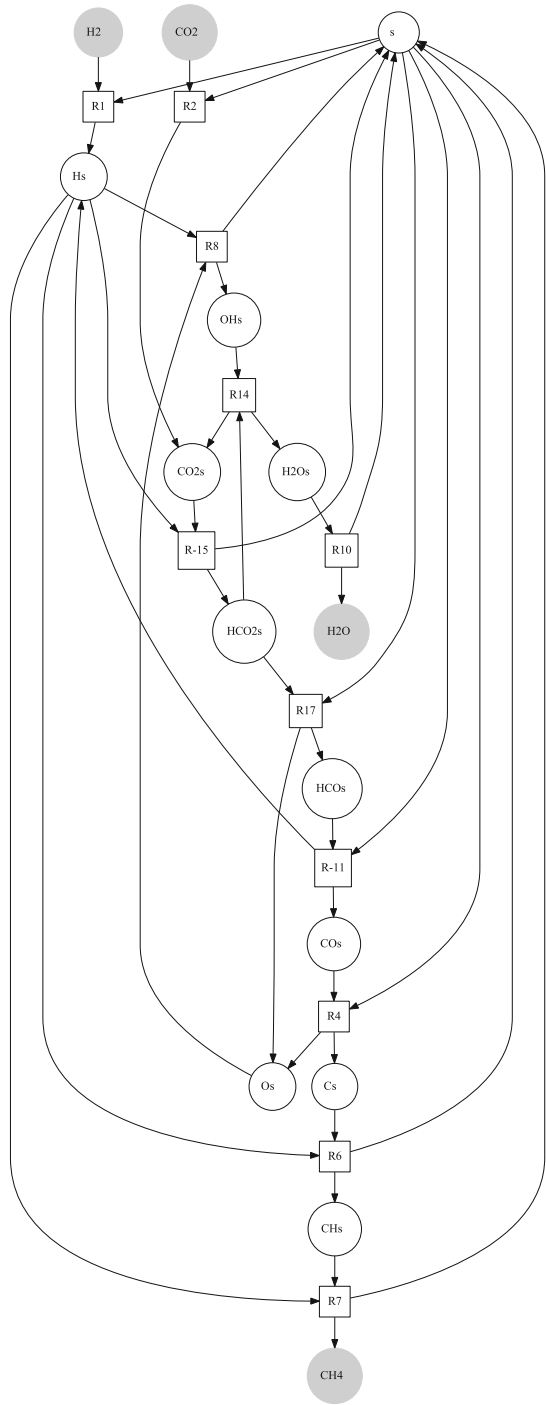 H2
CO2
s
R1
R2
Hs
R8
OHs
R14
CO2s
H2Os
R-15
R10
HCO2s
H2O
R17
HCOs
R-11
COs
R4
Os
Cs
R6
CHs
R7
CH4